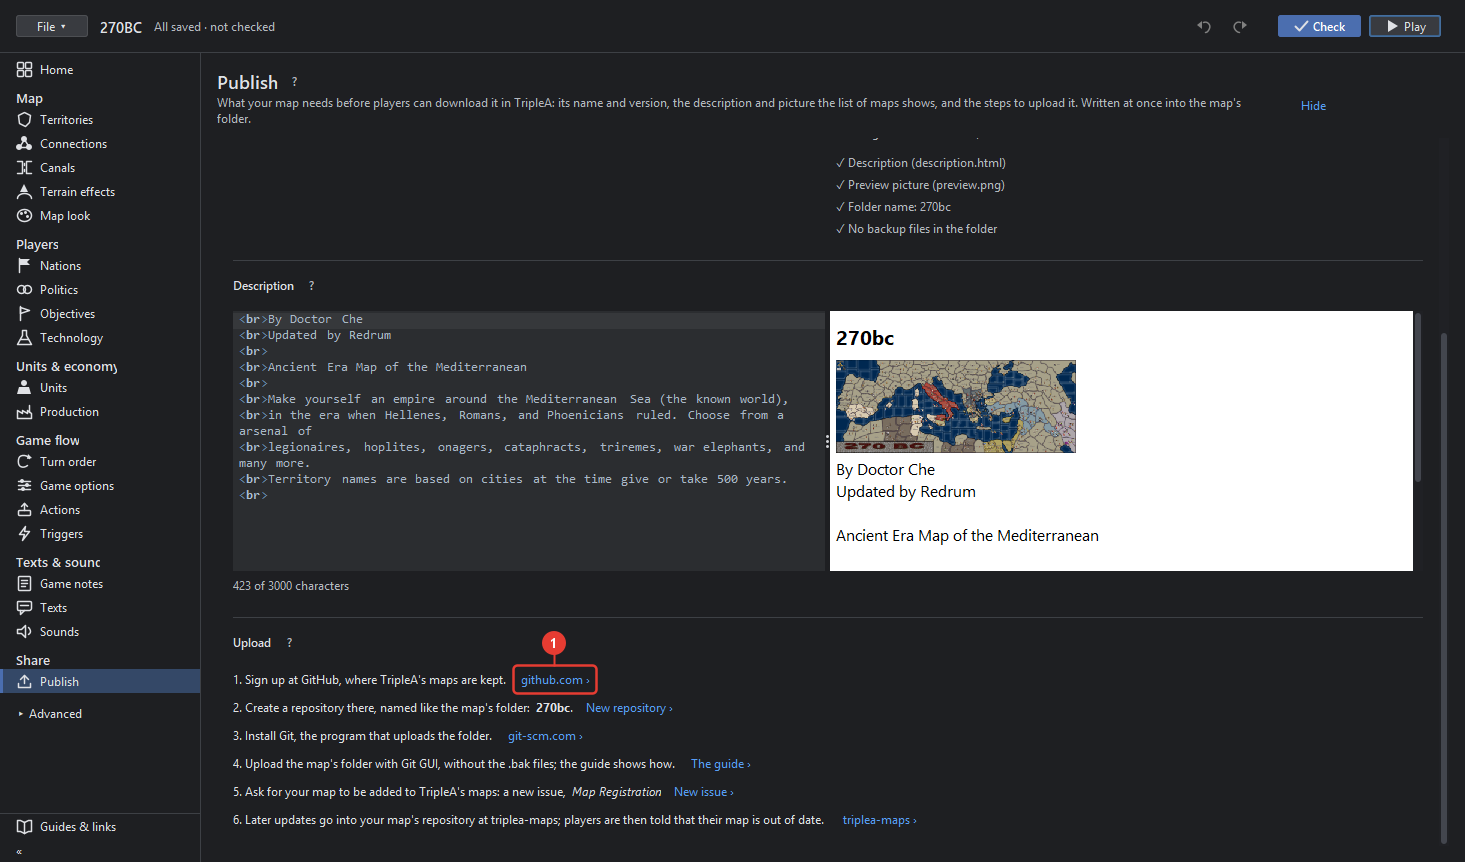 File ▾ 270BC All saved · not checked
Check
Play
Home
Map
Territories
Connections
Canals
Terrain effects
Map look
Players
Nations
Politics
Objectives
Technology
Units & economy
Units
Production
Game flow
Turn order
Game options
Actions
Triggers
Texts & sounc
Game notes
Texts
Sounds
Share
Publish
▸ Advanced
Guides & links
«
Publish ?
What your map needs before players can download it in TripleA: its name and version, the description and picture the list of maps shows, and the steps to upload it. Written at once into the map's
folder.
Hide
✓ Description (description.html)
✓ Preview picture (preview.png)
✓ Folder name: 270bc
✓ No backup files in the folder
Description ?
<br>By Doctor Che
<br>Updated by Redrum
<br>
<br>Ancient Era Map of the Mediterranean
<br>
<br>Make yourself an empire around the Mediterranean Sea (the known world),
<br>in the era when Hellenes, Romans, and Phoenicians ruled. Choose from a
arsenal of
<br>legionaires, hoplites, onagers, cataphracts, triremes, war elephants, and
many more.
<br>Territory names are based on cities at the time give or take 500 years.
<br>
270bc
270 BC
By Doctor Che
Updated by Redrum
Ancient Era Map of the Mediterranean
423 of 3000 characters
Upload ?
1
1. Sign up at GitHub, where TripleA's maps are kept. github.com ›
2. Create a repository there, named like the map's folder: 270bc. New repository ›
3. Install Git, the program that uploads the folder. git-scm.com ›
4. Upload the map's folder with Git GUI, without the .bak files; the guide shows how. The guide ›
5. Ask for your map to be added to TripleA's maps: a new issue, Map Registration New issue ›
6. Later updates go into your map's repository at triplea-maps; players are then told that their map is out of date. triplea-maps ›